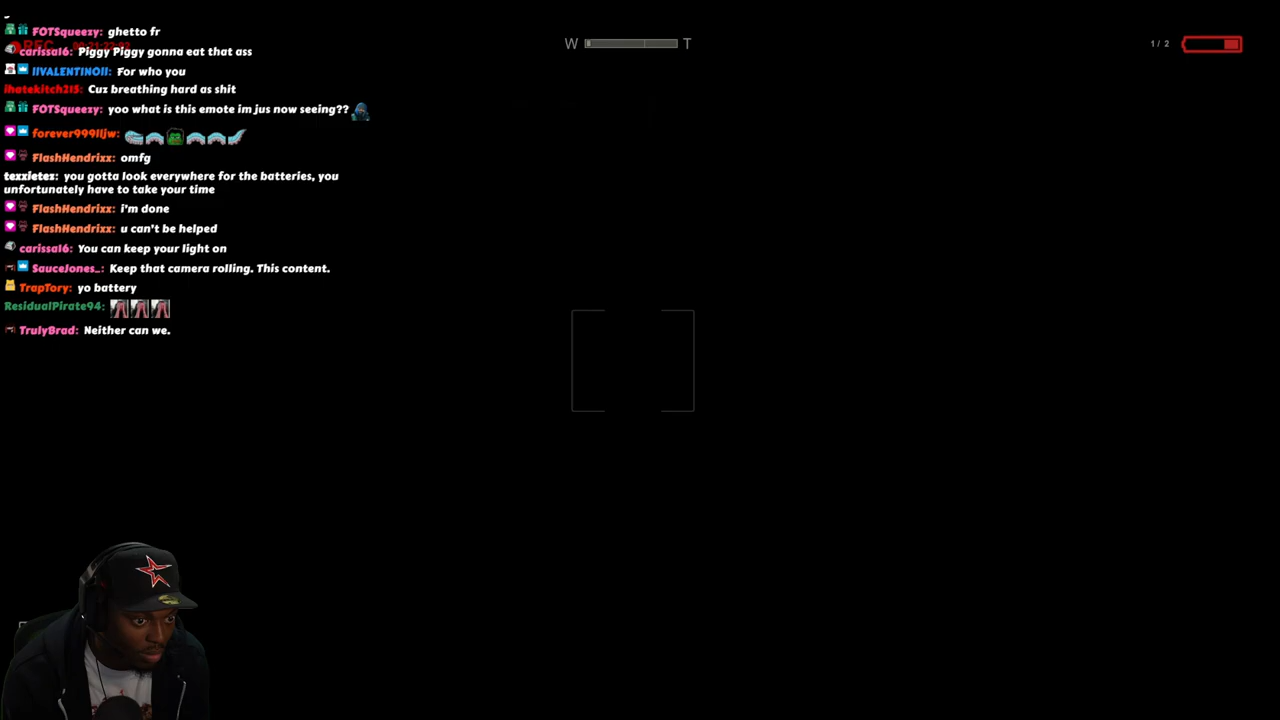 FOTSqueezy: ghetto fr
REC
carissa16: Piggy Piggy gonna eat that ass
W T
1 / 2
llVALENTINOll: For who you
ihatekitch215: Cuz breathing hard as shit
FOTSqueezy: yoo what is this emote im jus now seeing??
forever999lljw:
FlashHendrixx: omfg
texxletez: you gotta look everywhere for the batteries, you
unfortunately have to take your time
FlashHendrixx: i'm done
FlashHendrixx: u can't be helped
carissa16: You can keep your light on
SauceJones_: Keep that camera rolling. This content.
TrapTory: yo battery
ResidualPirate94:
TrulyBrad: Neither can we.